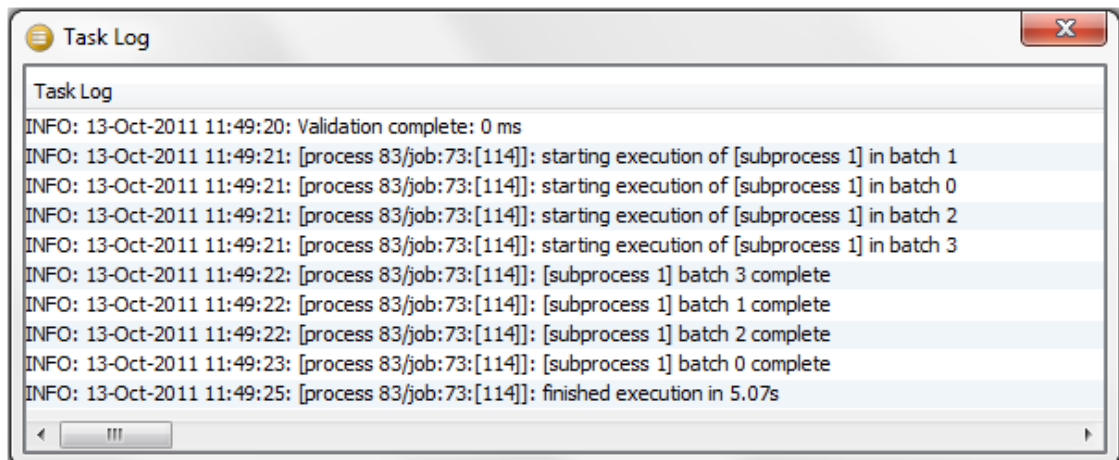 Task Log
Task Log
INFO: 13-Oct-2011 11:49:20: Validation complete: 0 ms
INFO: 13-Oct-2011 11:49:21: [process 83/job:73:[114]]: starting execution of [subprocess 1] in batch 1
INFO: 13-Oct-2011 11:49:21: [process 83/job:73:[114]]: starting execution of [subprocess 1] in batch 0
INFO: 13-Oct-2011 11:49:21: [process 83/job:73:[114]]: starting execution of [subprocess 1] in batch 2
INFO: 13-Oct-2011 11:49:21: [process 83/job:73:[114]]: starting execution of [subprocess 1] in batch 3
INFO: 13-Oct-2011 11:49:22: [process 83/job:73:[114]]: [subprocess 1] batch 3 complete
INFO: 13-Oct-2011 11:49:22: [process 83/job:73:[114]]: [subprocess 1] batch 1 complete
INFO: 13-Oct-2011 11:49:22: [process 83/job:73:[114]]: [subprocess 1] batch 2 complete
INFO: 13-Oct-2011 11:49:23: [process 83/job:73:[114]]: [subprocess 1] batch 0 complete
INFO: 13-Oct-2011 11:49:25: [process 83/job:73:[114]]: finished execution in 5.07s